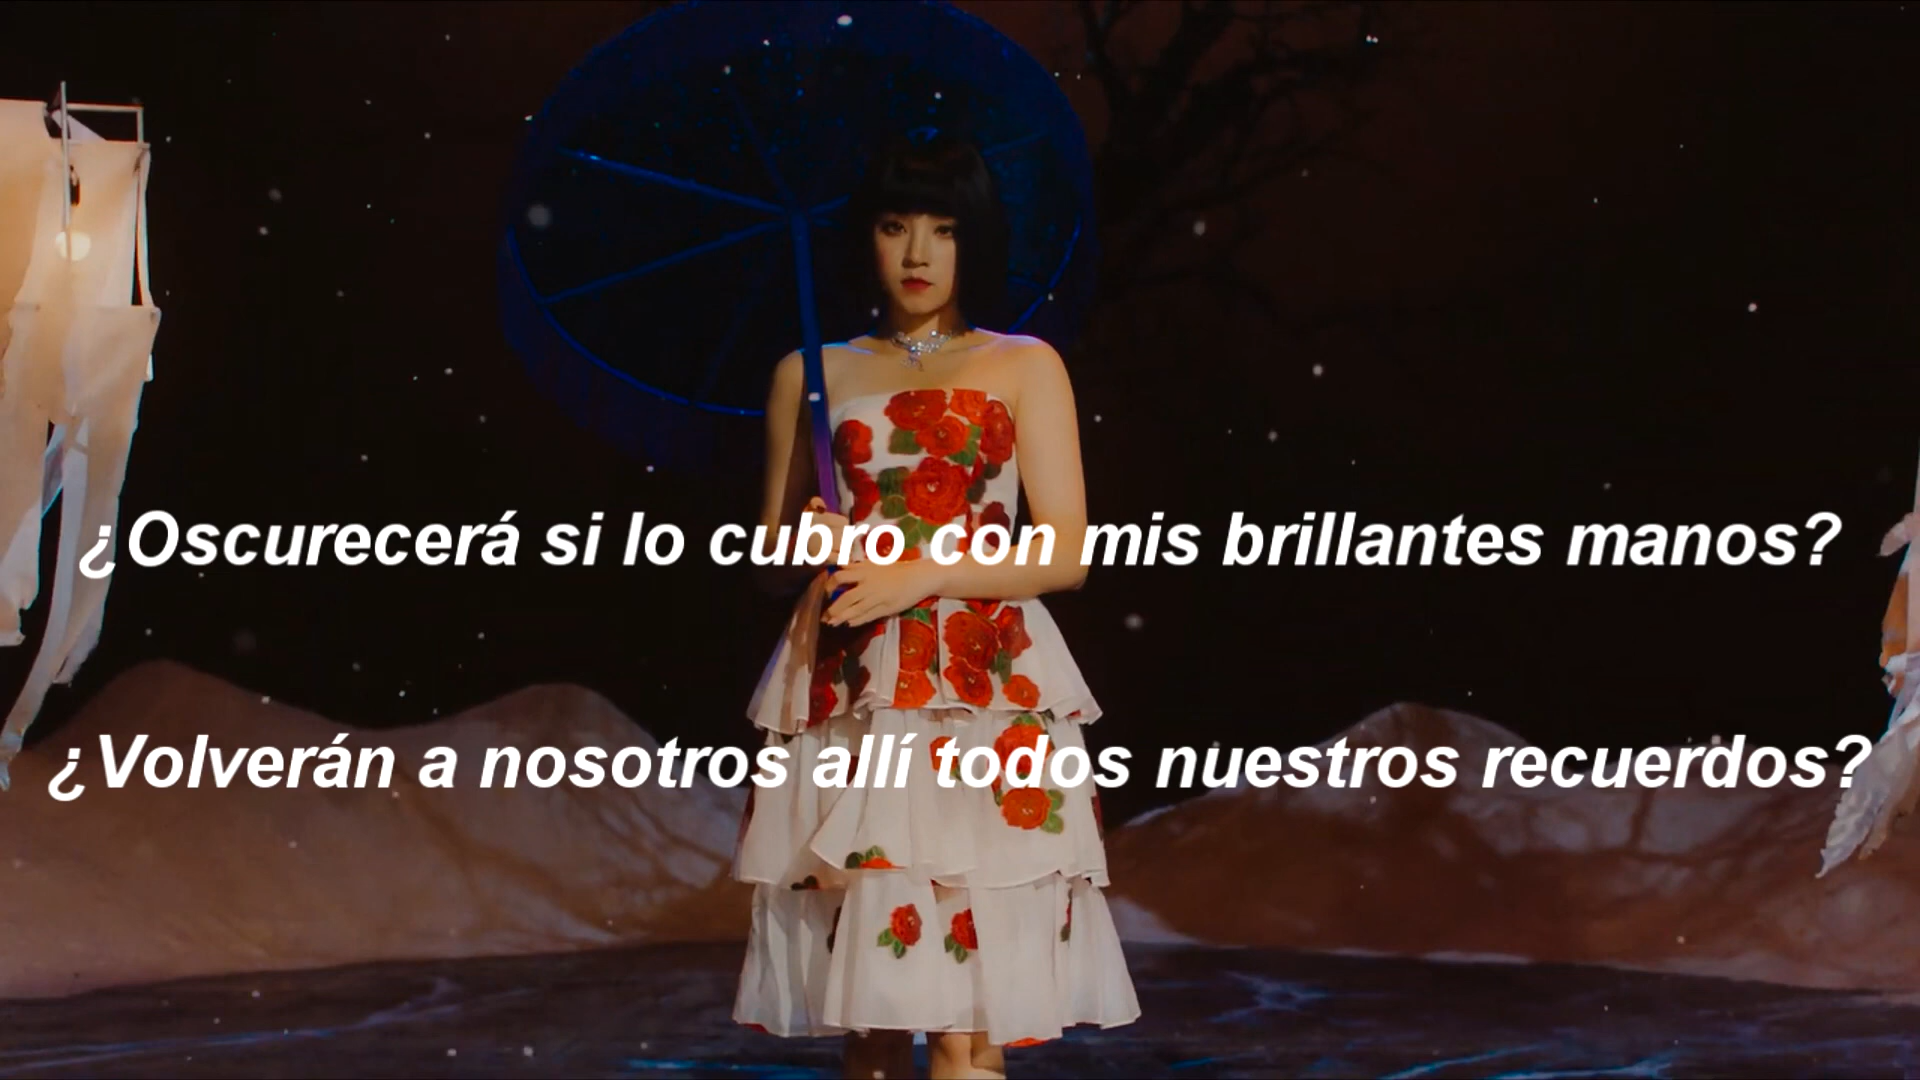 ¿Oscurecerá si lo cubro con mis brillantes manos?
¿Volverán a nosotros allí todos nuestros recuerdos?